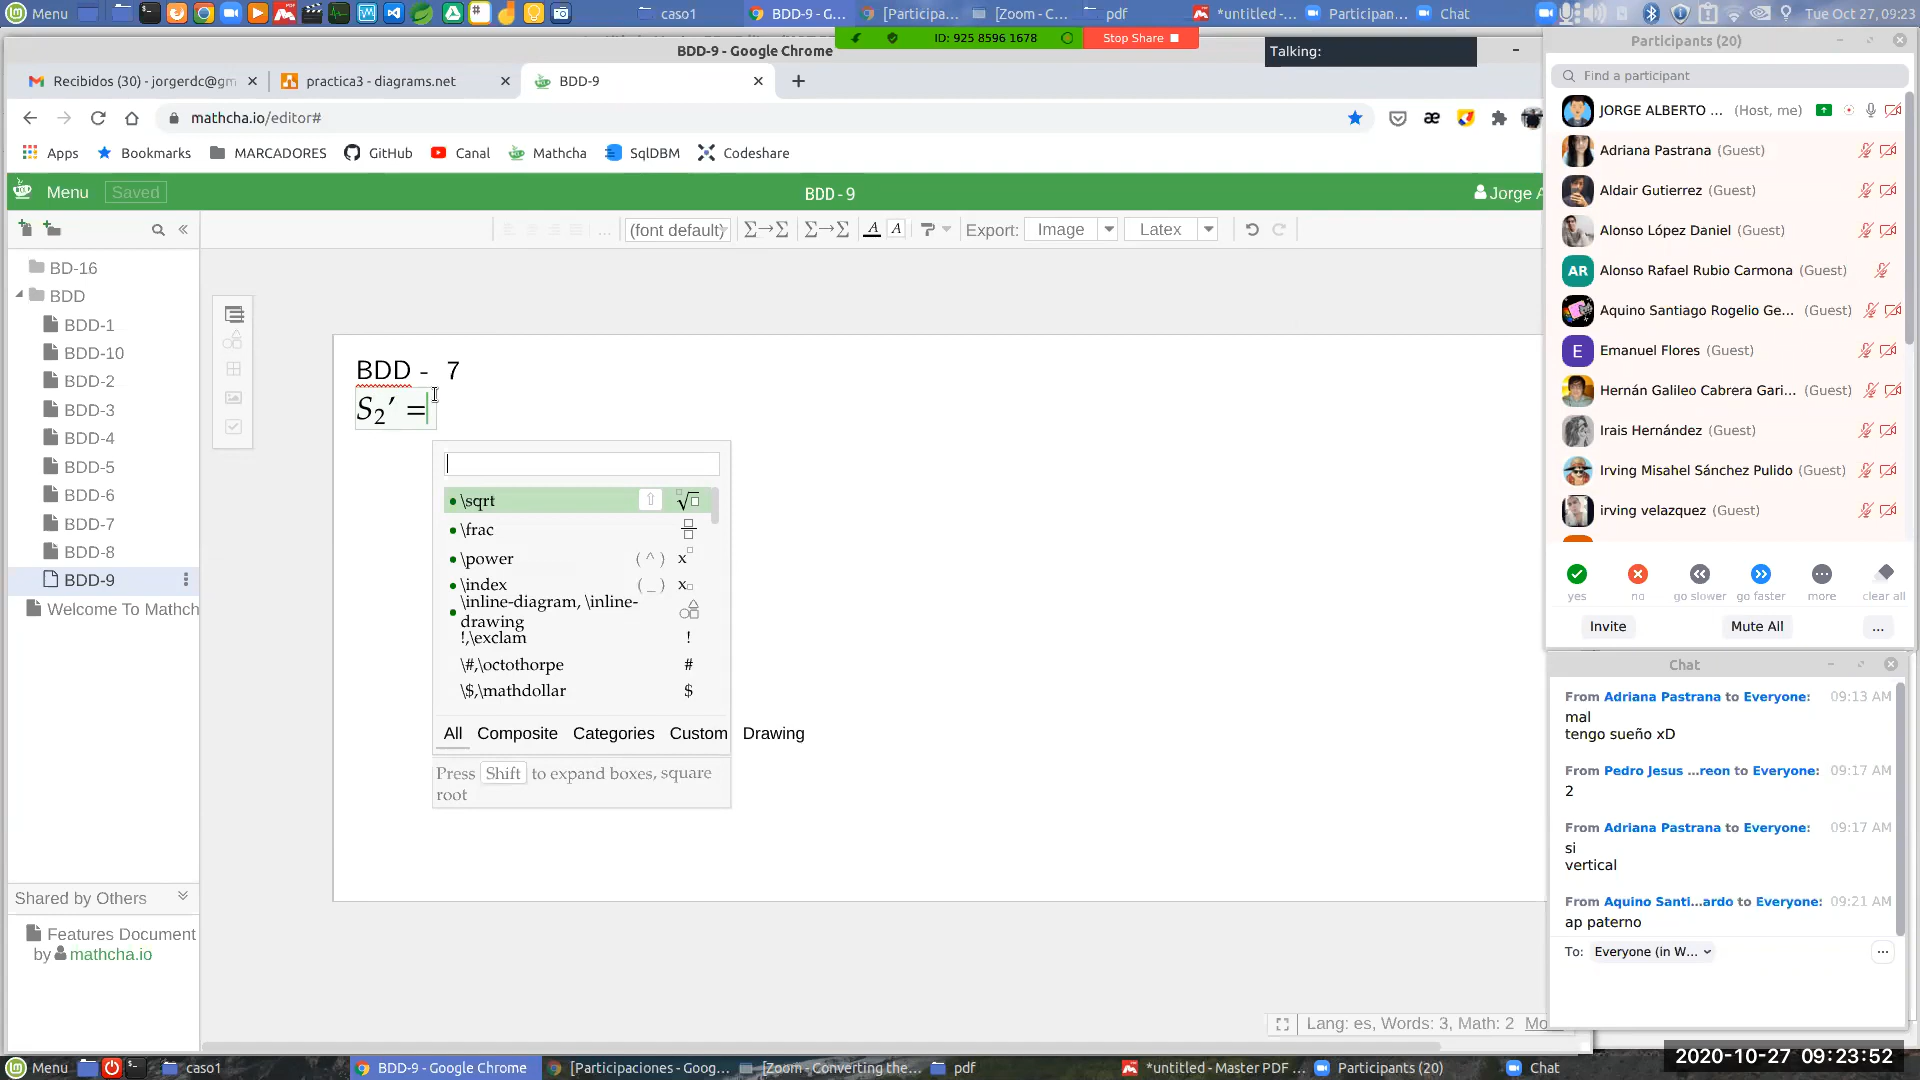 Menu
caso1
BDD-9 - G...
[Participa...
[Zoom - C...
pdf
*untitled -...
Participan...
Chat
Tue Oct 27, 09:23
BDD-9 - Google Chrome
ID: 925 8596 1678
Stop Share
Talking:
Recibidos (30) - jorgerdc@gm
practica3 - diagrams.net
BDD-9
mathcha.io/editor#
Apps
Bookmarks
MARCADORES
GitHub
Canal
Mathcha
SqlDBM
Codeshare
Menu
Saved
BDD-9
Jorge A
(font default)
Σ→Σ
Σ→Σ
A
A
Export:
Image
Latex
BD-16
BDD
BDD-1
BDD-10
BDD-2
BDD-3
BDD-4
BDD-5
BDD-6
BDD-7
BDD-8
BDD-9
Welcome To Mathch
Shared by Others
Features Document
by mathcha.io
BDD - 7
S₂′ =
\sqrt
\frac
\power (^) x
\index (_) x
\inline-diagram, \inline-
drawing
!,\exclam !
\#,\octothorpe #
\$,\mathdollar $
All Composite Categories Custom Drawing
Press Shift to expand boxes, square
root
Lang: es, Words: 3, Math: 2 Mo
Participants (20)
Find a participant
JORGE ALBERTO ... (Host, me)
Adriana Pastrana (Guest)
Aldair Gutierrez (Guest)
Alonso López Daniel (Guest)
AR Alonso Rafael Rubio Carmona (Guest)
Aquino Santiago Rogelio Ge... (Guest)
E Emanuel Flores (Guest)
Hernán Galileo Cabrera Gari... (Guest)
Irais Hernández (Guest)
Irving Misahel Sánchez Pulido (Guest)
irving velazquez (Guest)
yes no go slower go faster more clear all
Invite
Mute All
...
Chat
From Adriana Pastrana to Everyone: 09:13 AM
mal
tengo sueño xD
From Pedro Jesus ...reon to Everyone: 09:17 AM
2
From Adriana Pastrana to Everyone: 09:17 AM
si
vertical
From Aquino Santi...ardo to Everyone: 09:21 AM
ap paterno
To: Everyone (in W...
Menu
caso1
BDD-9 - Google Chrome
[Participaciones - Goog...
[Zoom - Converting the...
pdf
*untitled - Master PDF ...
Participants (20)
Chat
2020-10-27 09:23:52